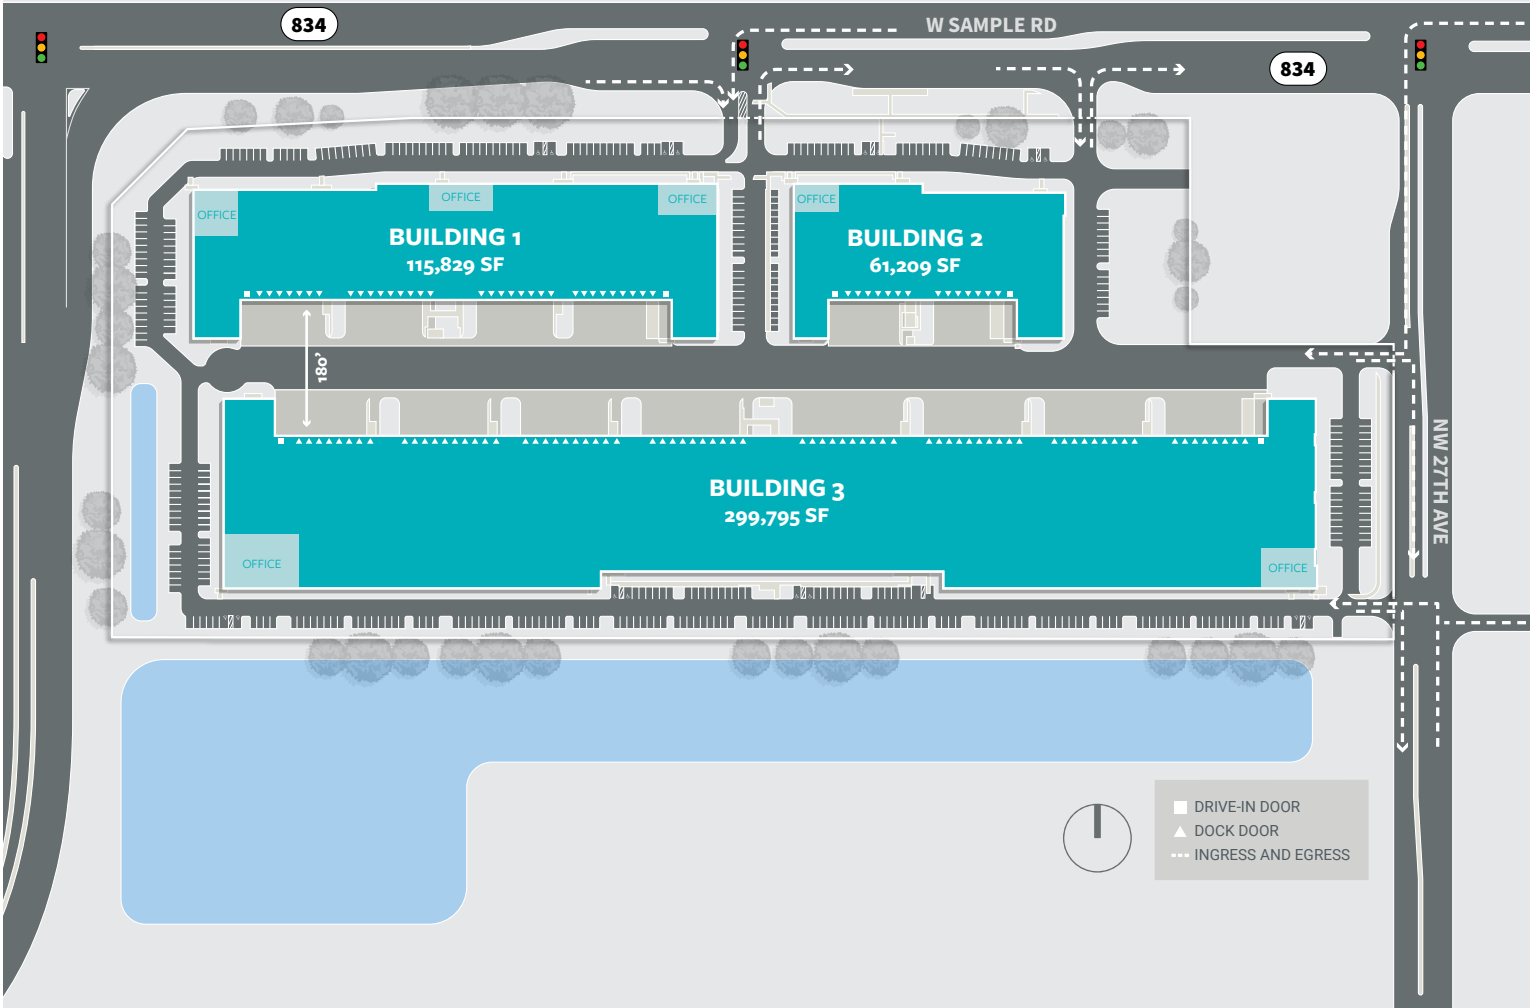 834
W SAMPLE RD
834
OFFICE
OFFICE
OFFICE
BUILDING 1
115,829 SF
OFFICE
BUILDING 2
61,209 SF
180'
NW 27TH AVE
BUILDING 3
299,795 SF
OFFICE
OFFICE
DRIVE-IN DOOR
DOCK DOOR
INGRESS AND EGRESS